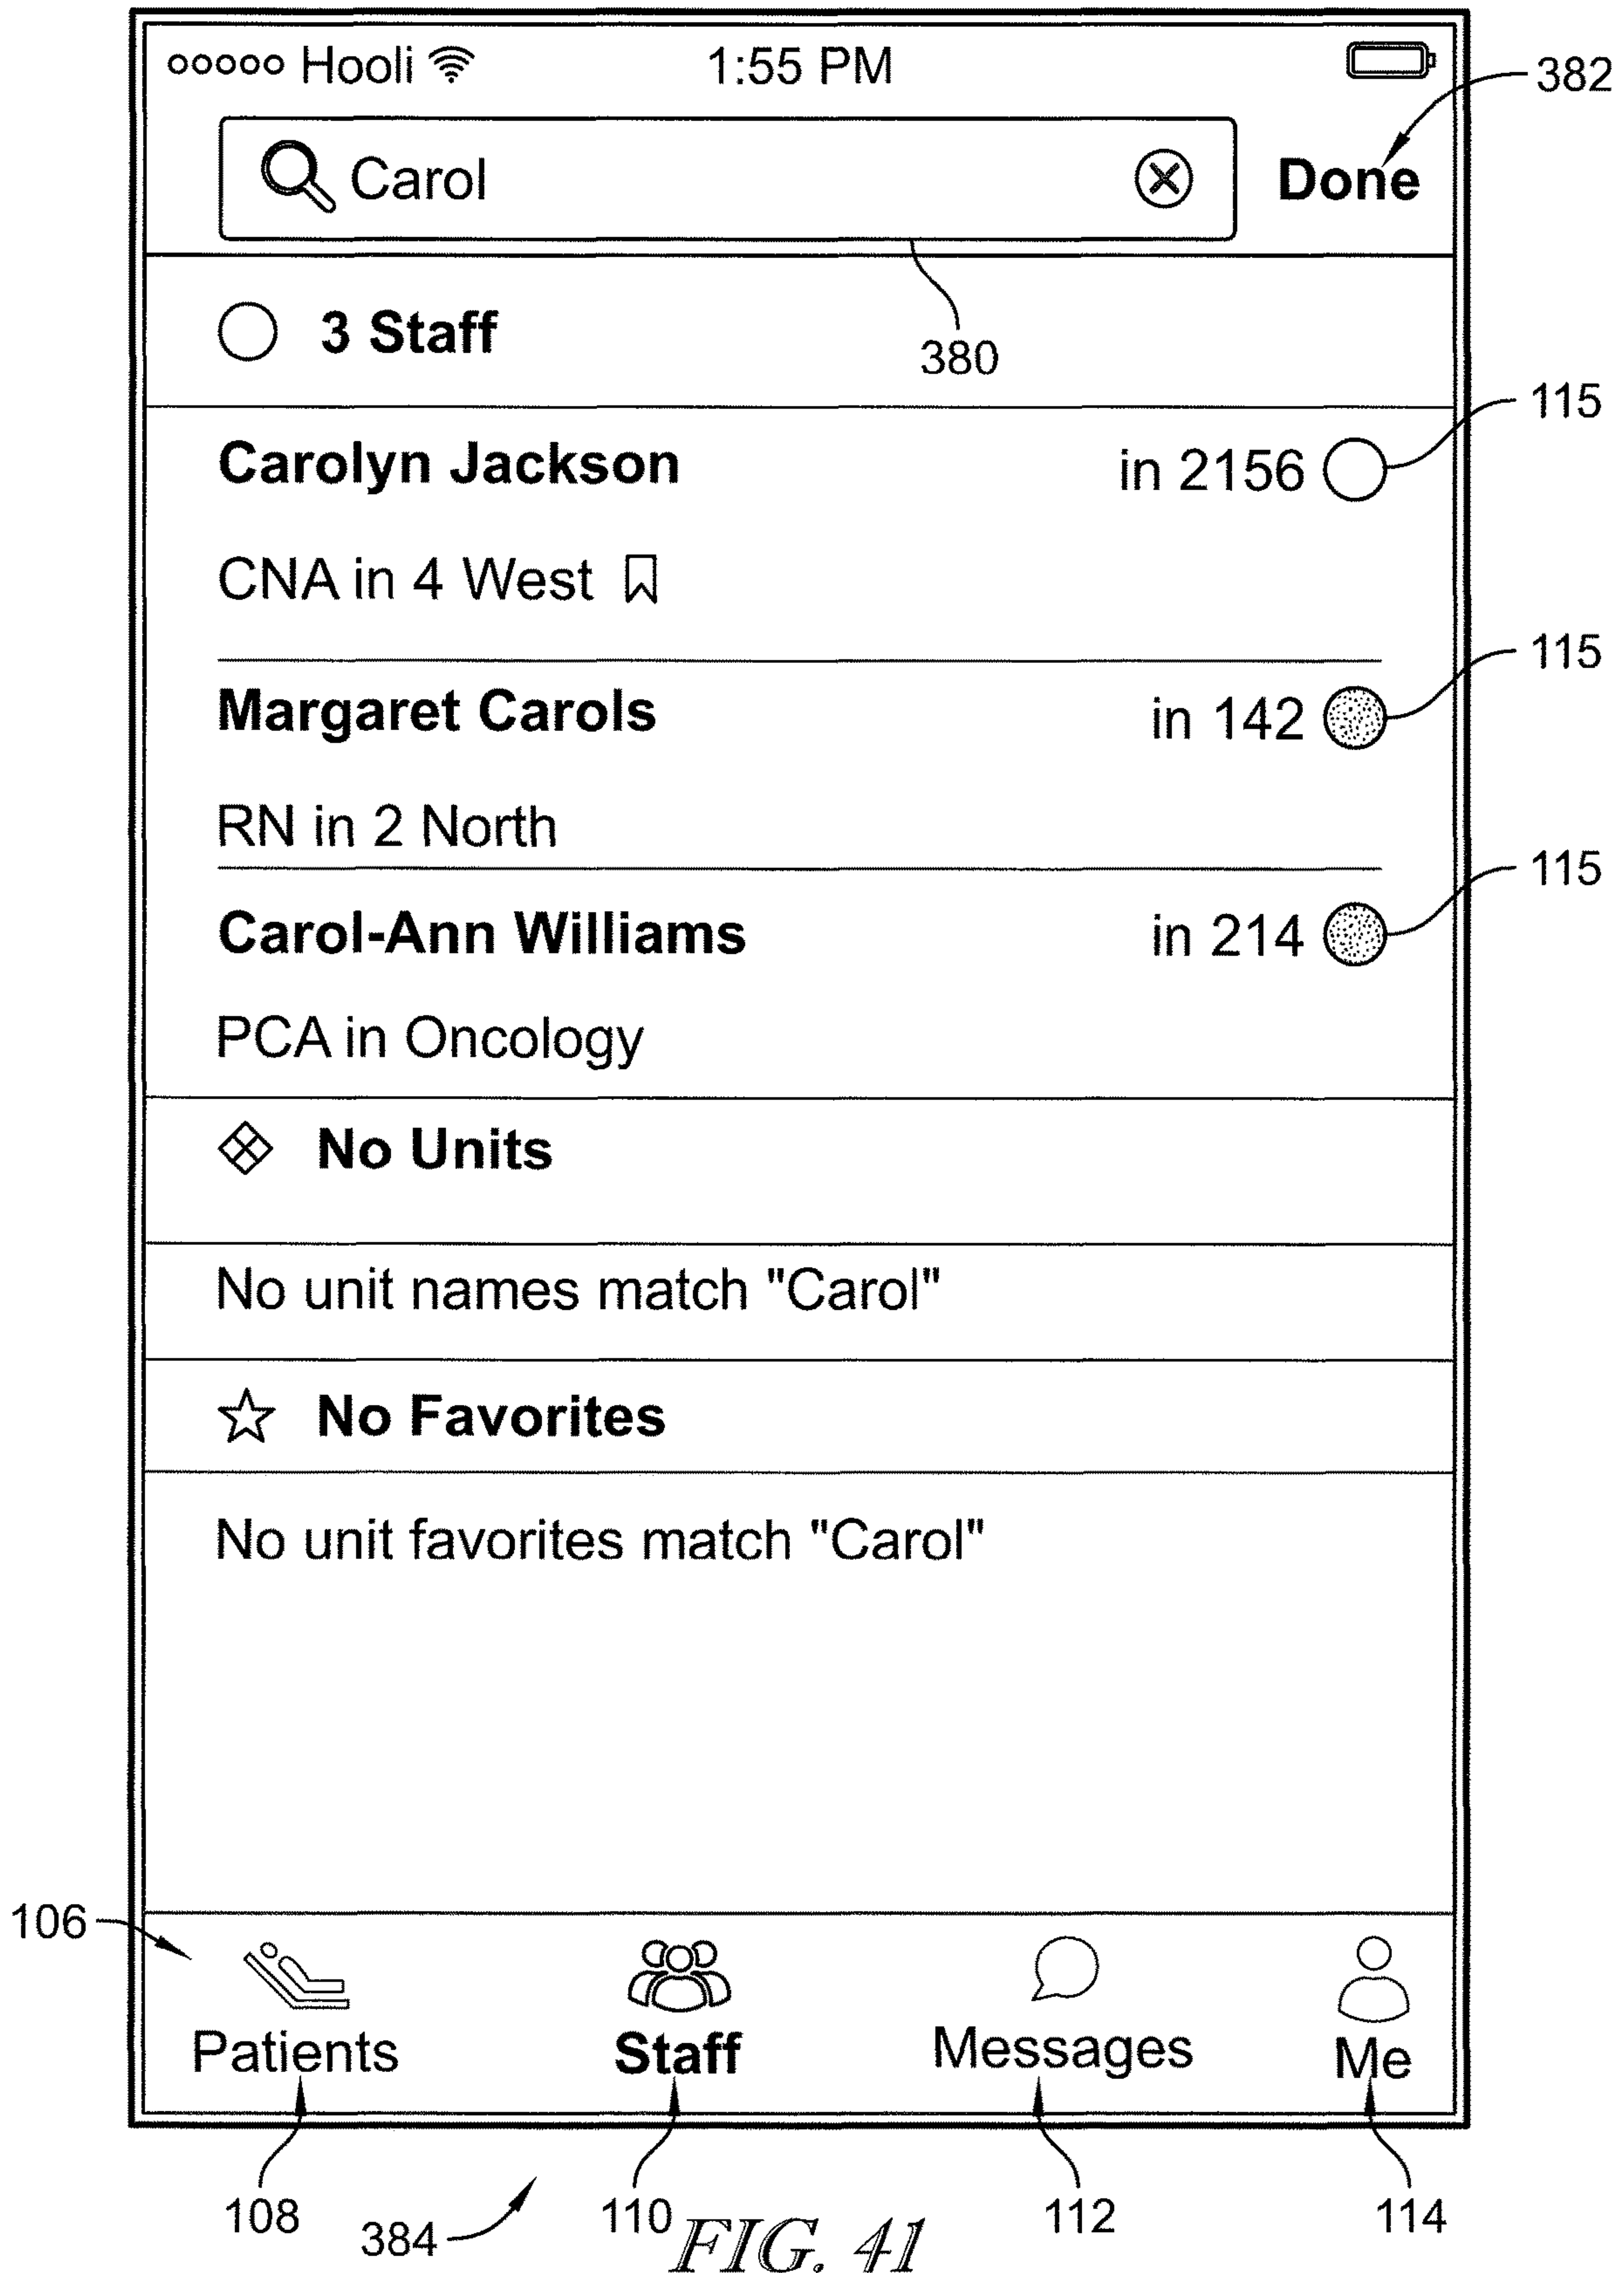 Hooli 1:55 PM
382
Carol Done
3 Staff
380
115
Carolyn Jackson in 2156
CNA in 4 West
115
Margaret Carols in 142
RN in 2 North
115
Carol-Ann Williams in 214
PCA in Oncology
No Units
No unit names match "Carol"
No Favorites
No unit favorites match "Carol"
106
Patients Staff Messages Me
108 384 110 112 114
FIG. 41